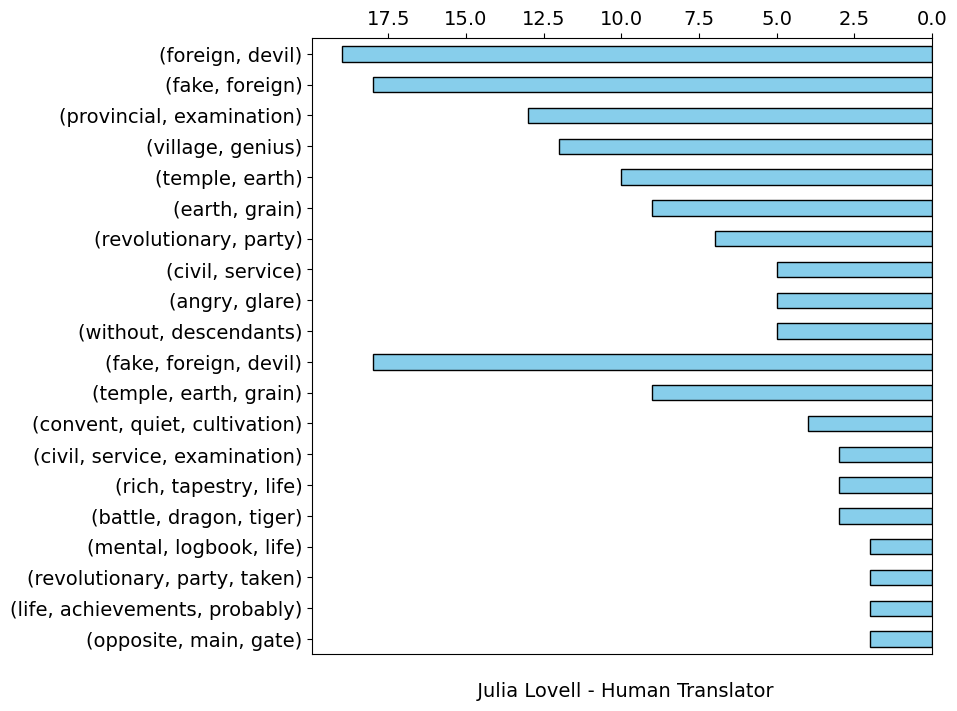 17.5 15.0 12.5 10.0 7.5 5.0 2.5 0.0
(foreign, devil)
(fake, foreign)
(provincial, examination)
(village, genius)
(temple, earth)
(earth, grain)
(revolutionary, party)
(civil, service)
(angry, glare)
(without, descendants)
(fake, foreign, devil)
(temple, earth, grain)
(convent, quiet, cultivation)
(civil, service, examination)
(rich, tapestry, life)
(battle, dragon, tiger)
(mental, logbook, life)
(revolutionary, party, taken)
(life, achievements, probably)
(opposite, main, gate)
Julia Lovell - Human Translator